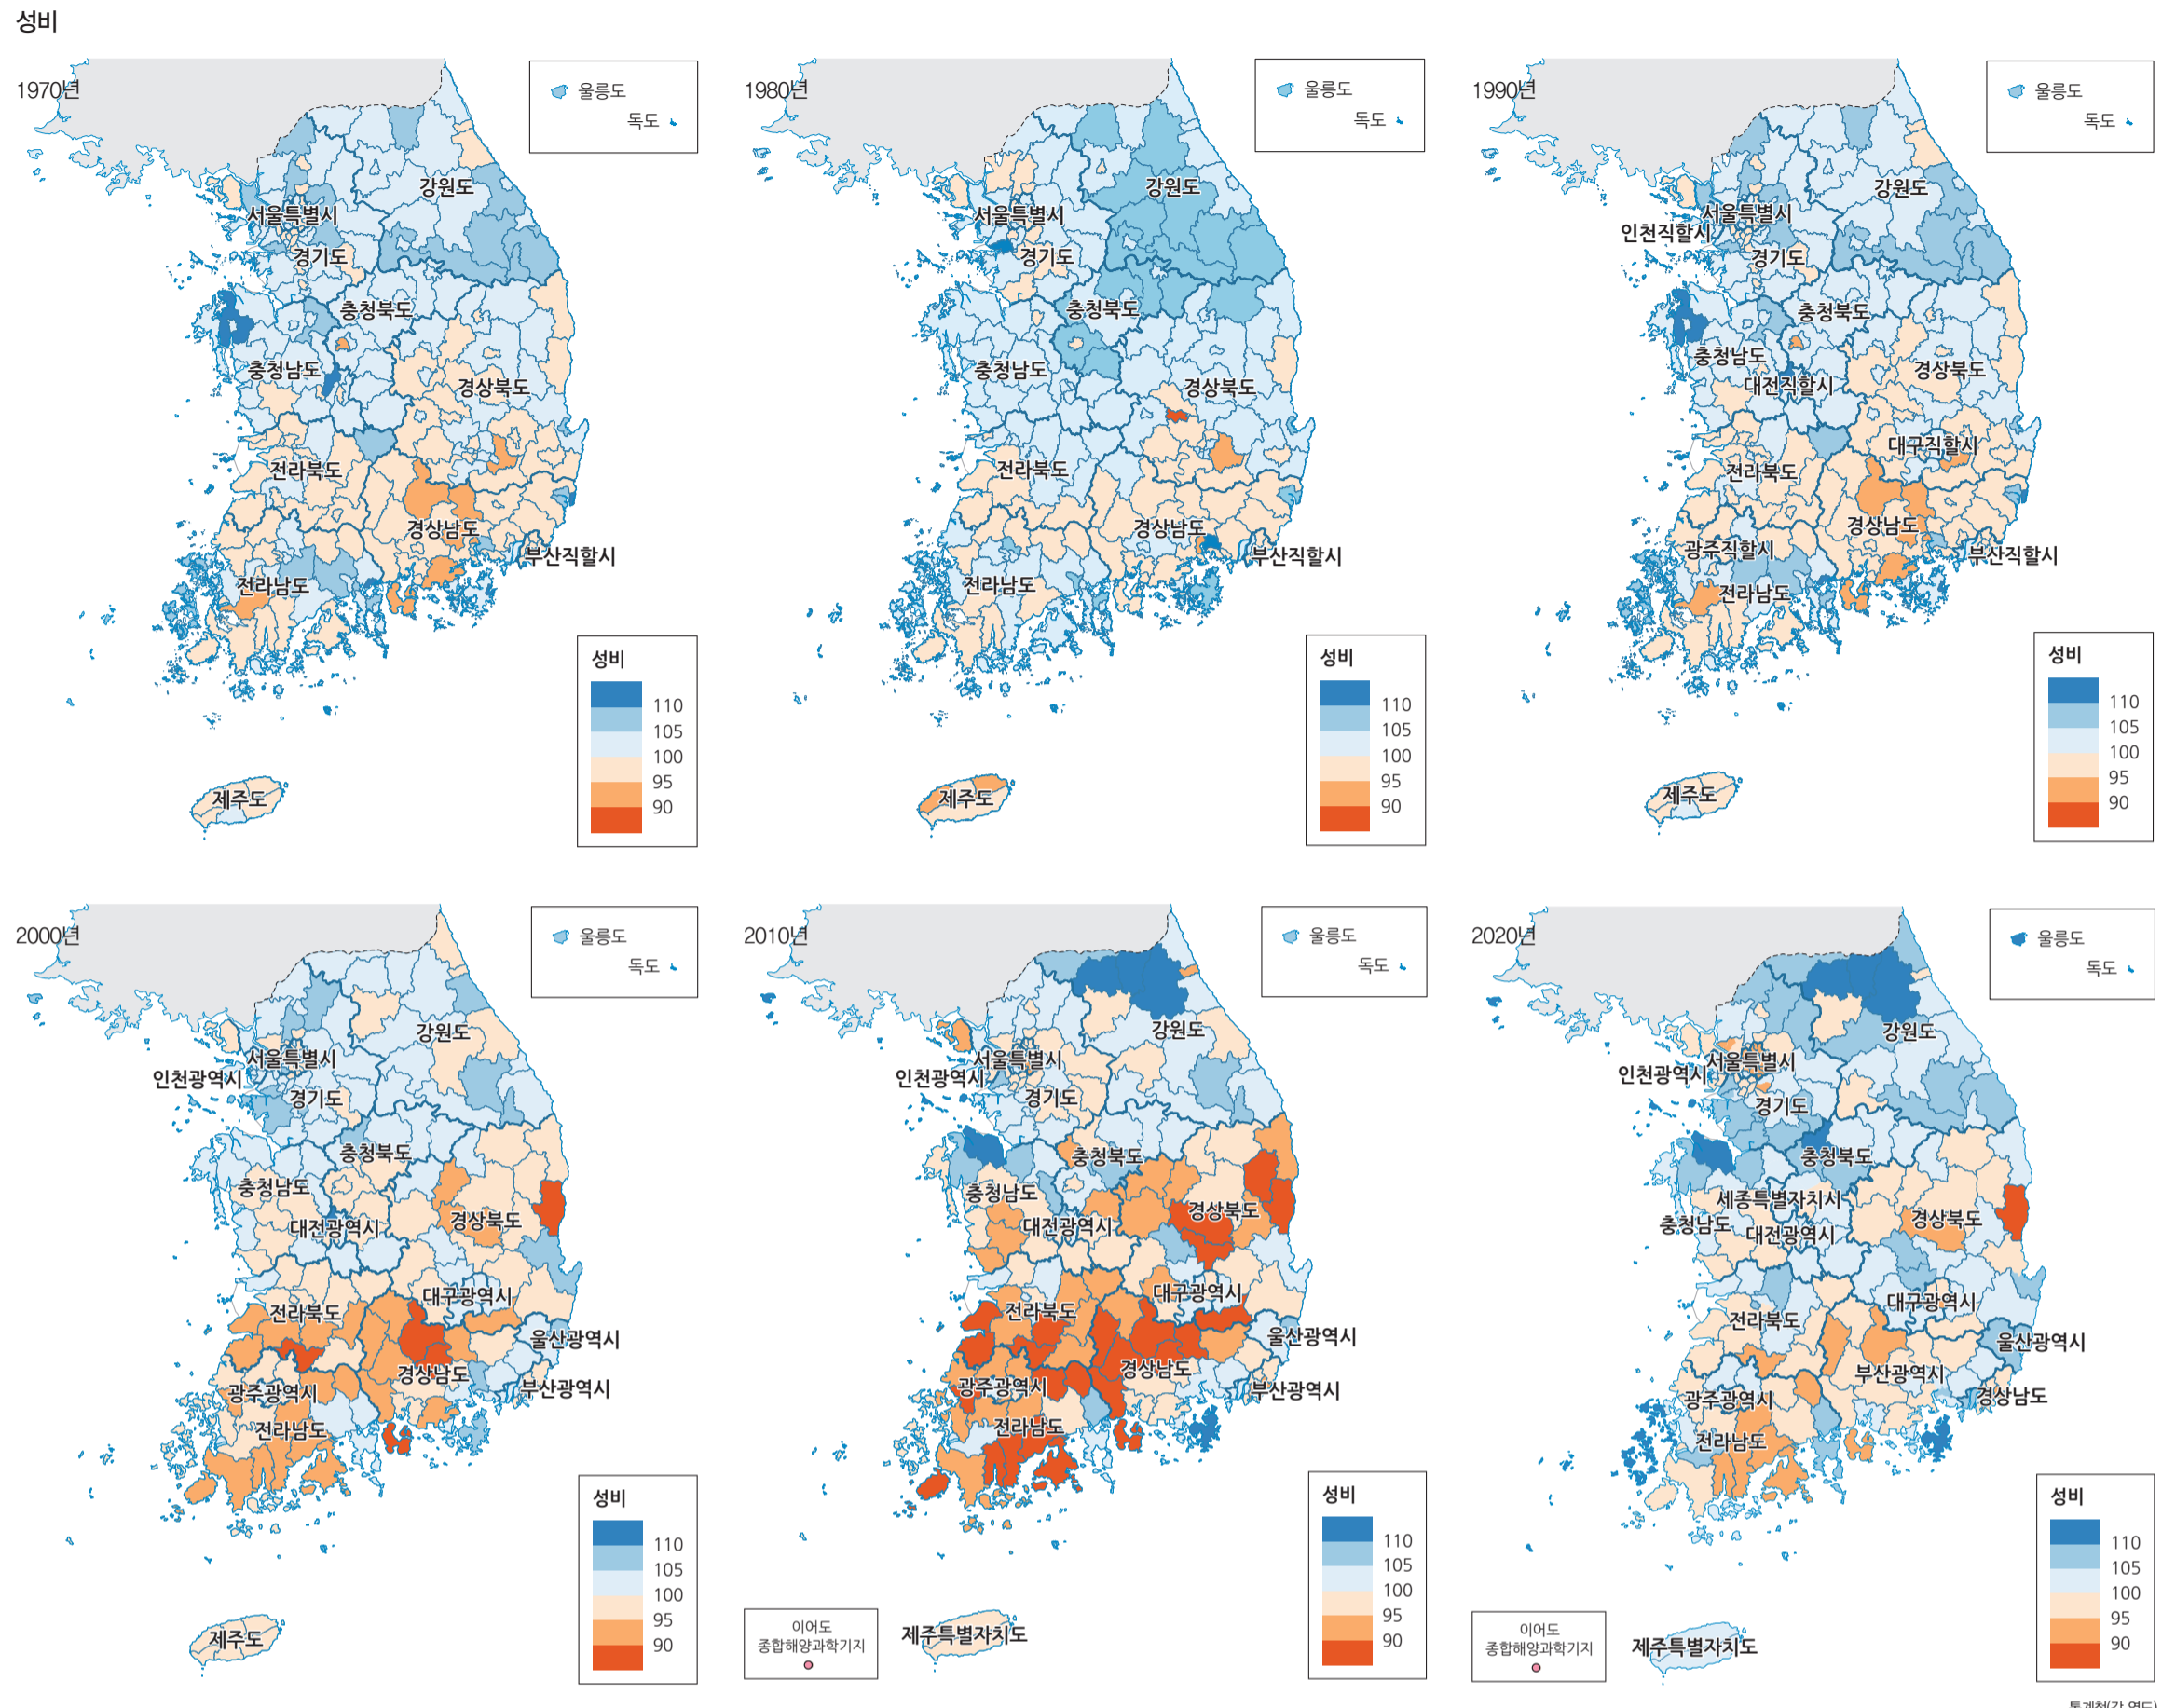 성비
1970년
울릉도
독도
강원도
서울특별시
경기도
충청북도
충청남도
경상북도
전라북도
경상남도
부산직할시
전라남도
제주도
성비
110
105
100
95
90
1980년
울릉도
독도
강원도
서울특별시
경기도
충청북도
충청남도
경상북도
전라북도
경상남도
부산직할시
전라남도
제주도
성비
110
105
100
95
90
1990년
울릉도
독도
강원도
서울특별시
인천직할시
경기도
충청북도
충청남도
경상북도
대전직할시
대구직할시
전라북도
경상남도
광주직할시
부산직할시
전라남도
제주도
성비
110
105
100
95
90
2000년
울릉도
독도
강원도
서울특별시
인천광역시
경기도
충청북도
충청남도
경상북도
대전광역시
대구광역시
전라북도
울산광역시
경상남도
부산광역시
광주광역시
전라남도
제주도
성비
110
105
100
95
90
2010년
울릉도
독도
강원도
서울특별시
인천광역시
경기도
충청북도
충청남도
경상북도
대전광역시
대구광역시
전라북도
울산광역시
경상남도
광주광역시
부산광역시
전라남도
이어도
종합해양과학기지
제주특별자치도
성비
110
105
100
95
90
2020년
울릉도
독도
강원도
서울특별시
인천광역시
경기도
충청북도
세종특별자치시
충청남도
경상북도
대전광역시
대구광역시
전라북도
울산광역시
부산광역시
광주광역시
경상남도
전라남도
이어도
종합해양과학기지
제주특별자치도
성비
110
105
100
95
90
통계청(각 연도)